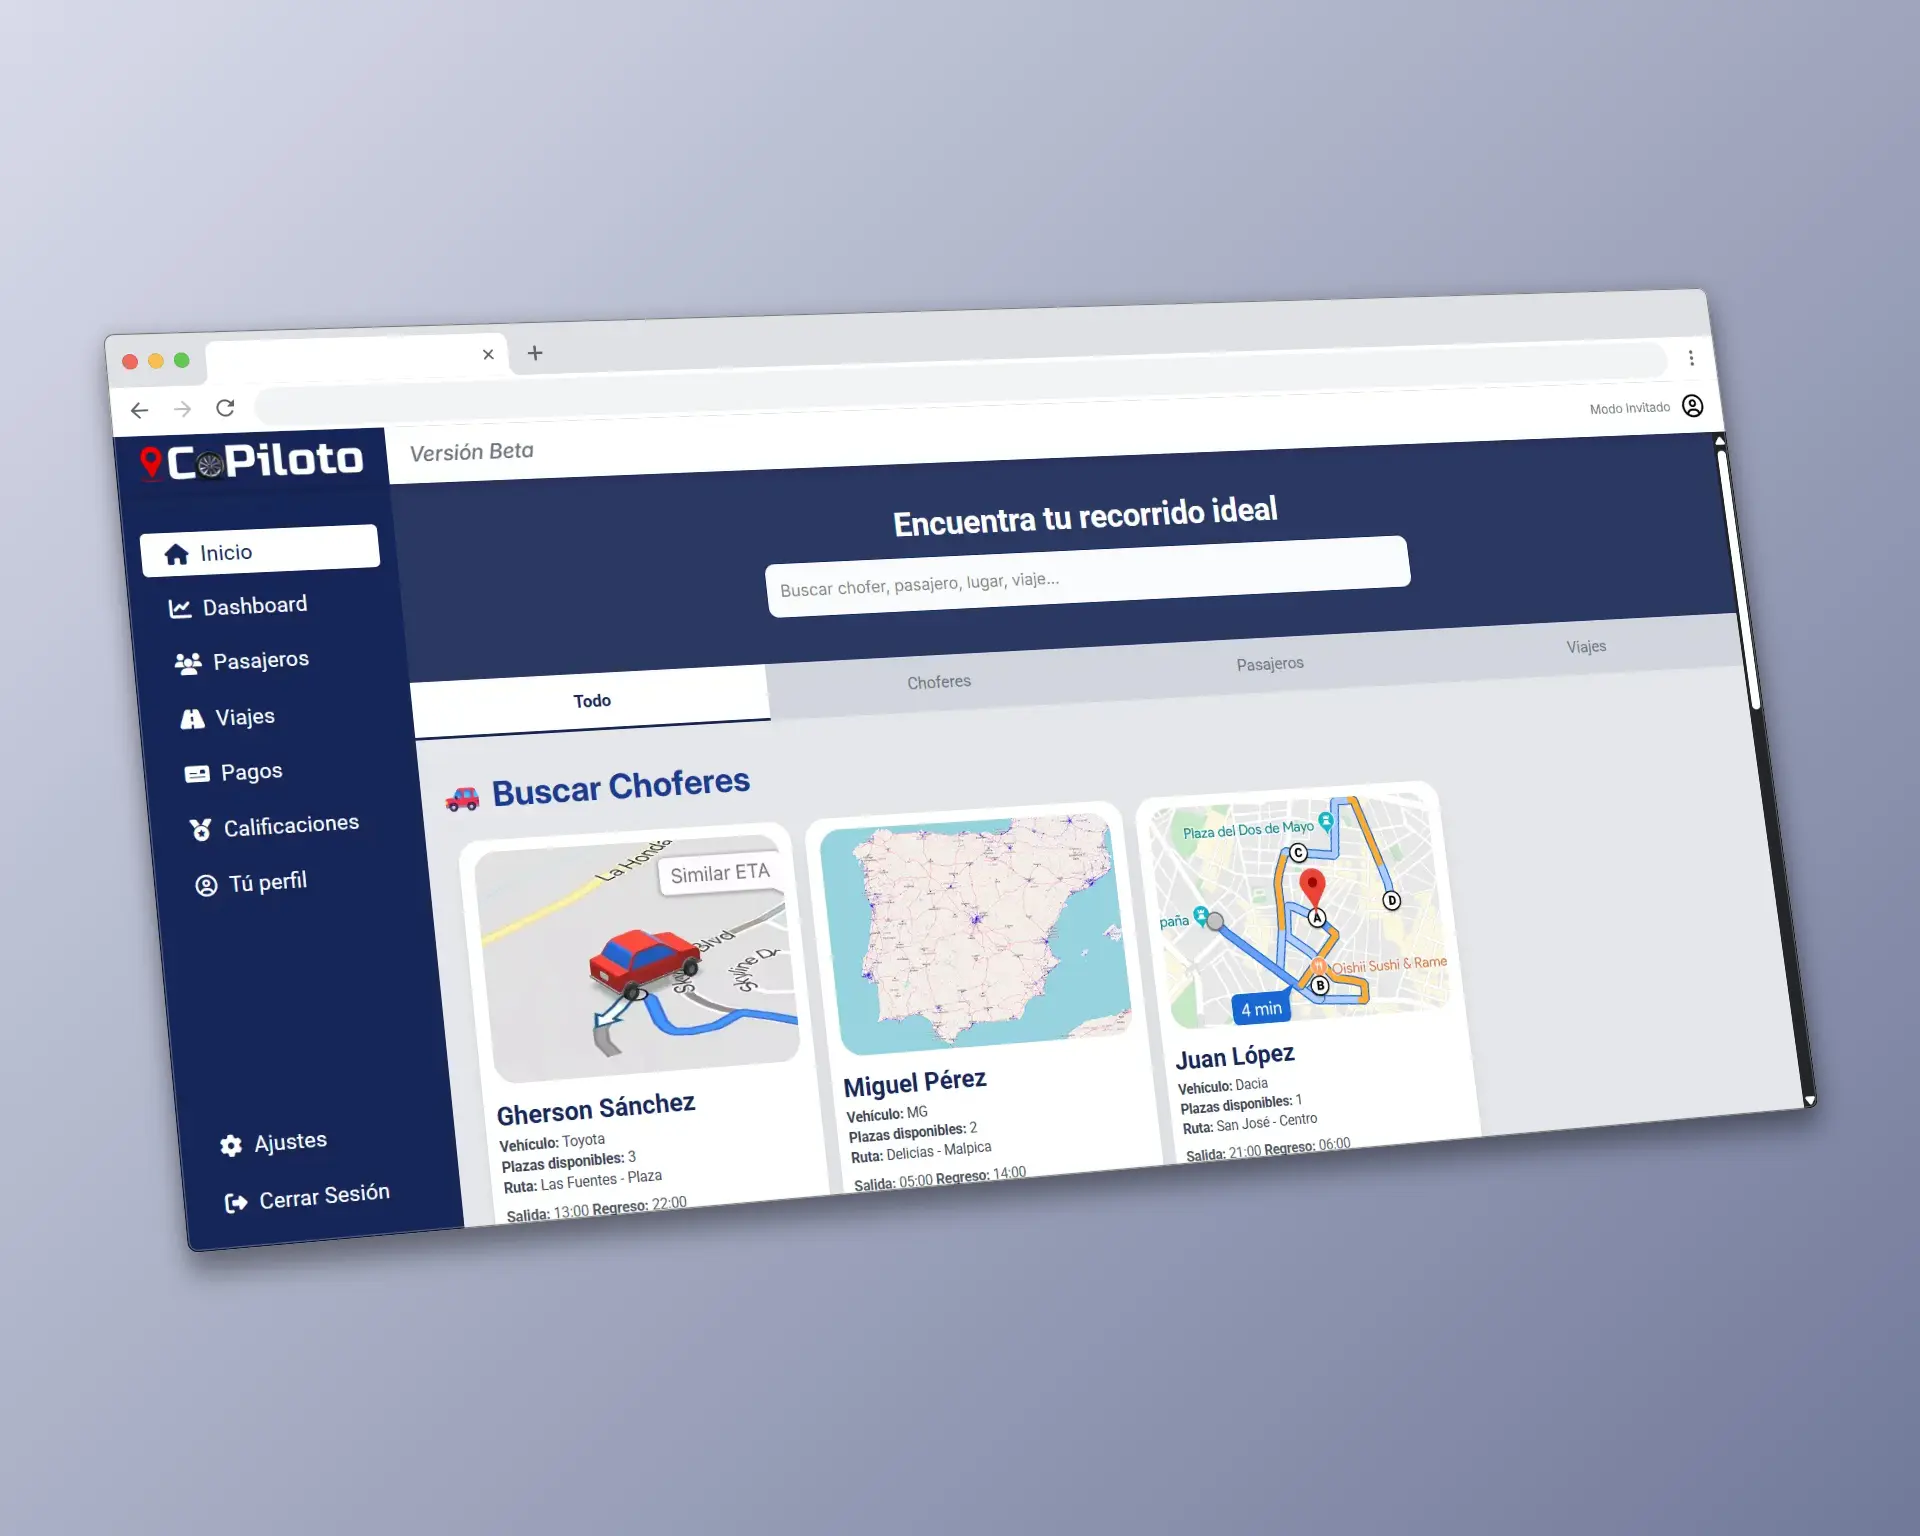 Modo Invitado
CoPiloto
Versión Beta
Inicio
Dashboard
Pasajeros
Viajes
Pagos
Calificaciones
Tú perfil
Ajustes
Cerrar Sesión
Encuentra tu recorrido ideal
Buscar chofer, pasajero, lugar, viaje...
Todo
Choferes
Pasajeros
Viajes
Buscar Choferes
La Honda
Similar ETA
Blvd
Skyline Dr
Gherson Sánchez
Vehículo: Toyota
Plazas disponibles: 3
Ruta: Las Fuentes - Plaza
Salida: 13:00 Regreso: 22:00
Miguel Pérez
Vehículo: MG
Plazas disponibles: 2
Ruta: Delicias - Malpica
Salida: 05:00 Regreso: 14:00
Plaza del Dos de Mayo
C
D
A
paña
Oishii Sushi & Rame
B
4 min
Juan López
Vehículo: Dacia
Plazas disponibles: 1
Ruta: San José - Centro
Salida: 21:00 Regreso: 06:00